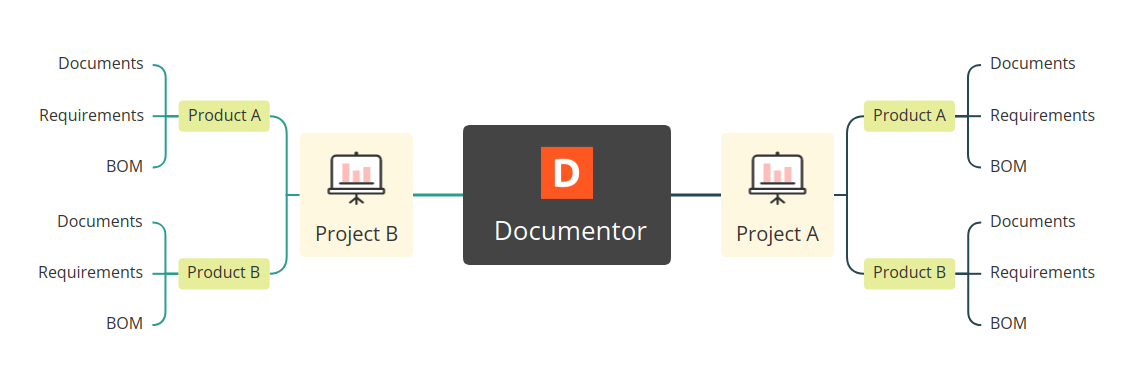 Documents
Requirements
BOM
Product A
Documents
Requirements
BOM
Product B
Project B
D
Documentor
Project A
Product A
Documents
Requirements
BOM
Product B
Documents
Requirements
BOM